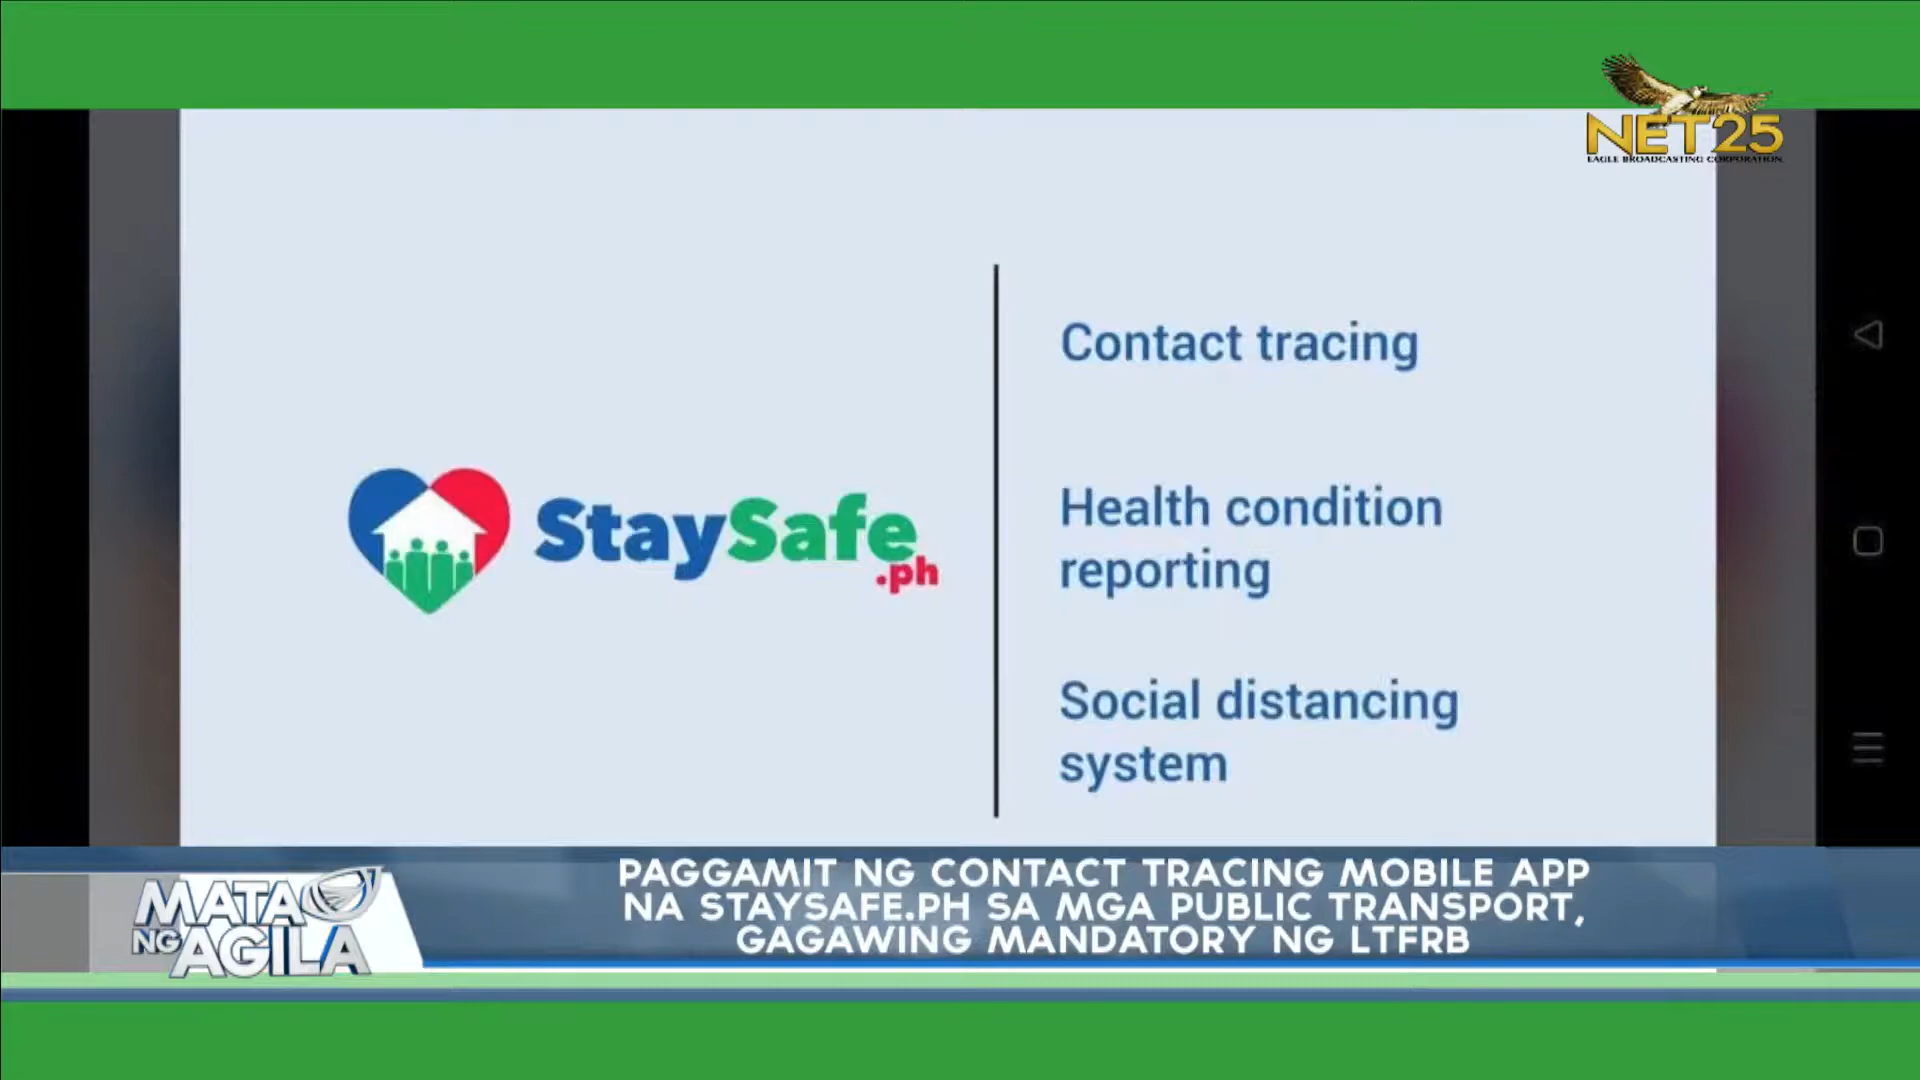 NET25
EAGLE BROADCASTING CORPORATION
Contact tracing
Health condition
reporting
StaySafe
.ph
Social distancing
system
MATA
NG AGILA
PAGGAMIT NG CONTACT TRACING MOBILE APP
NA STAYSAFE.PH SA MGA PUBLIC TRANSPORT,
GAGAWING MANDATORY NG LTFRB